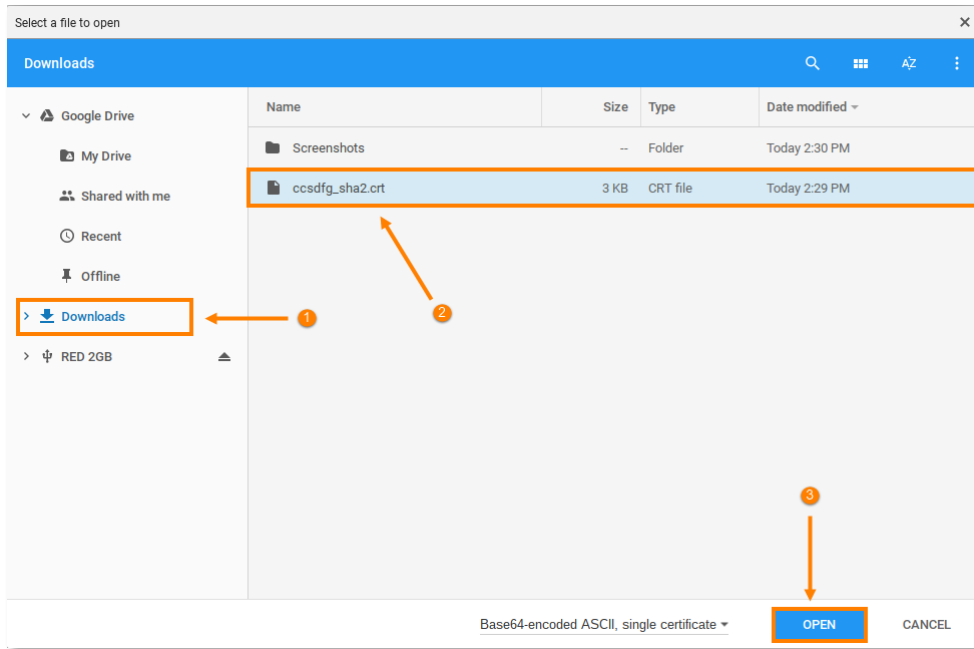 Select a file to open
Downloads
AZ
Google Drive
My Drive
Shared with me
Recent
Offline
Downloads
RED 2GB
Name Size Type Date modified
Screenshots -- Folder Today 2:30 PM
ccsdfg_sha2.crt 3 KB CRT file Today 2:29 PM
1
2
3
Base64-encoded ASCII, single certificate OPEN CANCEL